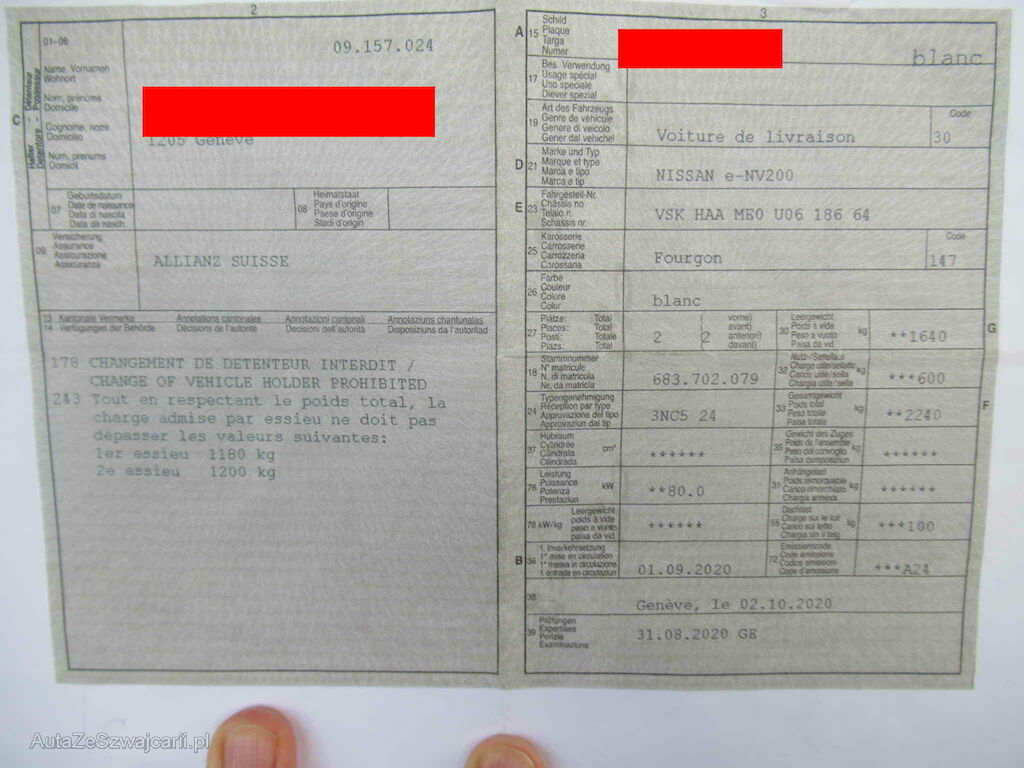 2
01-06
09.157.024
Name, Vornamen
Wohnort
Nom, prénoms
Domicile
Cognome, nomi
Domicilio
Num, prenums
Domicil
C
Halter - Détenteur
Detentore - Possessur
1205 Genève
07
Geburtsdatum
Date de naissance
Data di nascita
Data da nasch.
08
Heimatstaat
Pays d'origine
Paese d'origine
Stadi d'origin
09
Versicherung
Assurance
Assicurazione
Assicuranza
ALLIANZ SUISSE
13 Kantonale Vermerke Annotations cantonales Annotazioni cantonali Annotaziuns chantunalas
14 Verfügungen der Behörde Décisions de l'autorité Decisioni dell'autorità Disposiziuns da l'autoritad
178 CHANGEMENT DE DETENTEUR INTERDIT /
CHANGE OF VEHICLE HOLDER PROHIBITED
243 Tout en respectant le poids total, la
charge admise par essieu ne doit pas
dépasser les valeurs suivantes:
1er essieu 1180 kg
2e essieu 1200 kg
3
A 15
Schild
Plaque
Targa
Numer
blanc
17
Bes. Verwendung
Usage spécial
Uso speciale
Diever spezial
19
Art des Fahrzeugs
Genre de véhicule
Genere di veicolo
Gener dal vehichel
Voiture de livraison
Code
30
D 21
Marke und Typ
Marque et type
Marca e tipo
Marca e tip
NISSAN e-NV200
E 23
Fahrgestell-Nr.
Châssis no
Telaio n.
Schassis nr.
VSK HAA ME0 U06 186 64
25
Karosserie
Carrosserie
Carrozzeria
Carossaria
Fourgon
Code
147
26
Farbe
Couleur
Colore
Colur
blanc
27
Plätze: Total (vorne)
Places: Total avant)
Posti: Totale anteriori)
Plazs: Total davant)
2 (2
30
Leergewicht
Poids à vide
Peso a vuoto
Paisa da vid.
kg
**1640
G
18
Stammnummer
N° matricule
N. di matricola
Nr. da matricla
683.702.079
32
Nutz-/Sattellast
Charge utile/sellette
Carico utile/sella
Chargia utila/sella
kg
***600
24
Typengenehmigung
Réception par type
Approvazione del tipo
Approvaziun dal tip
3NC5 24
33
Gesamtgewicht
Poids total
Peso totale
Paisa totala
kg
**2240
F
37
Hubraum
Cylindrée
Cilindrata
Cilindrada
cm³
******
35
Gewicht des Zuges
Poids de l'ensemble
Peso del convoglio
Paisa cumposiziun
kg
******
76
Leistung
Puissance
Potenza
Prestaziun
kW
**80.0
31
Anhängelast
Poids remorquable
Carico rimorchiato
Chargia annexa
kg
******
78 kW/kg
Leergewicht
poids à vide
peso a vuoto
paisa da vid
******
55
Dachlast
Charge sur le toit
Carico sul tetto
Chargia sin il tetg
kg
***100
B 36
1. Inverkehrsetzung
1re mise en circulation
1a messa in circolazione
1. entrada en circulaziun
01.09.2020
72
Emissionscode
Code émissions
Codice emissioni
Code d'emissiuns
***A24
38
Genève, le 02.10.2020
39
Prüfungen
Expertises
Perizie
Examinaziuns
31.08.2020 GE
AutaZeSzwajcarii.pl